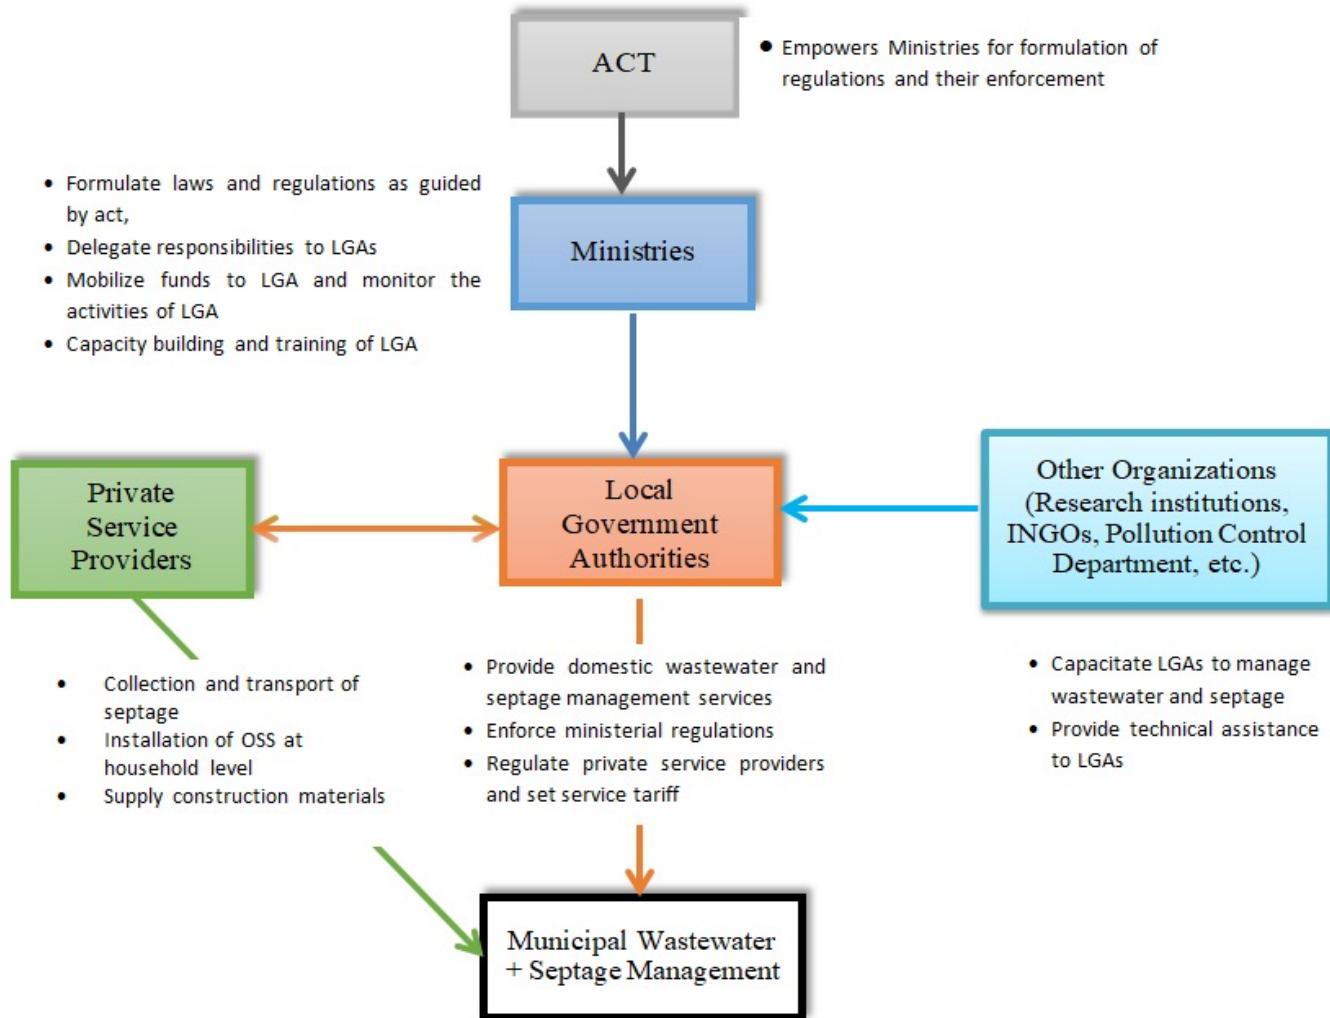 ACT
● Empowers Ministries for formulation of
regulations and their enforcement
• Formulate laws and regulations as guided
by act,
• Delegate responsibilities to LGAs
• Mobilize funds to LGA and monitor the
activities of LGA
• Capacity building and training of LGA
Ministries
Private
Service
Providers
Local
Government
Authorities
Other Organizations
(Research institutions,
INGOs, Pollution Control
Department, etc.)
• Collection and transport of
septage
• Installation of OSS at
household level
• Supply construction materials
• Provide domestic wastewater and
septage management services
• Enforce ministerial regulations
• Regulate private service providers
and set service tariff
• Capacitate LGAs to manage
wastewater and septage
• Provide technical assistance
to LGAs
Municipal Wastewater
+ Septage Management